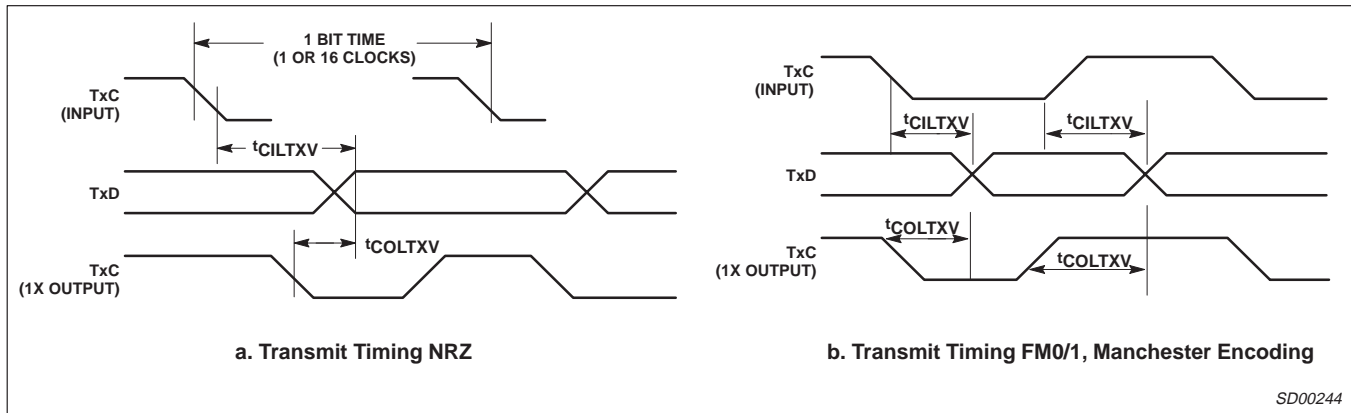 1 BIT TIME
(1 OR 16 CLOCKS)
TxC
(INPUT)
tCILTXV
TxD
tCOLTXV
TxC
(1X OUTPUT)
a. Transmit Timing NRZ
TxC
(INPUT)
tCILTXV
tCILTXV
TxD
tCOLTXV
tCOLTXV
TxC
(1X OUTPUT)
b. Transmit Timing FM0/1, Manchester Encoding
SD00244